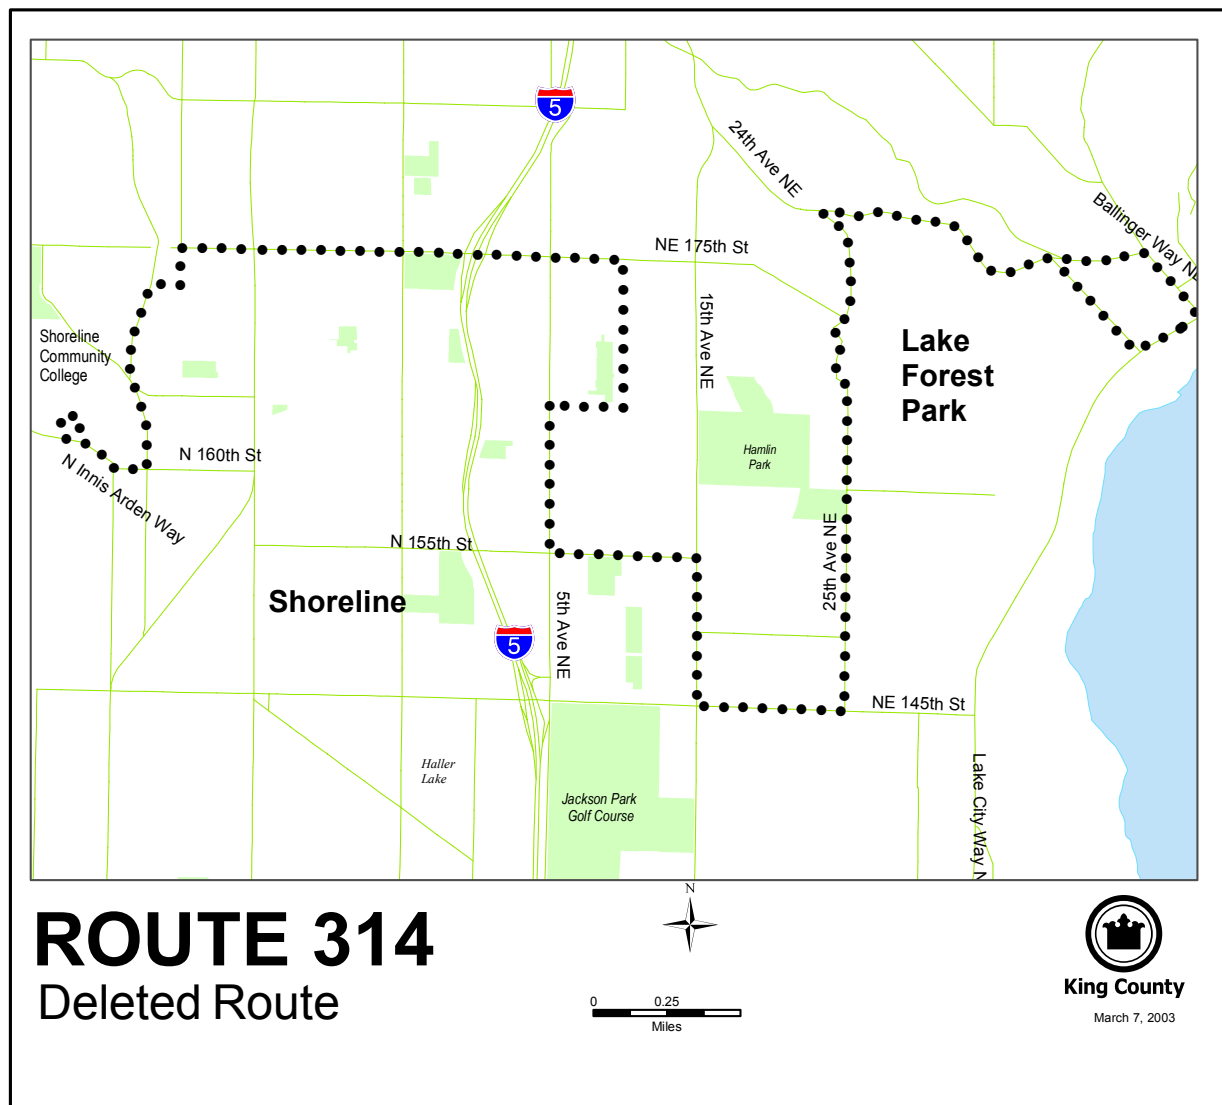 5
24th Ave NE
Ballinger Way NE
NE 175th St
15th Ave NE
Shoreline
Community
College
Lake
Forest
Park
N 160th St
Hamlin
Park
N Innis Arden Way
25th Ave NE
N 155th St
Shoreline
5th Ave NE
5
NE 145th St
Haller
Lake
Lake City Way N
Jackson Park
Golf Course
N
ROUTE 314
Deleted Route
0 0.25
Miles
King County
March 7, 2003